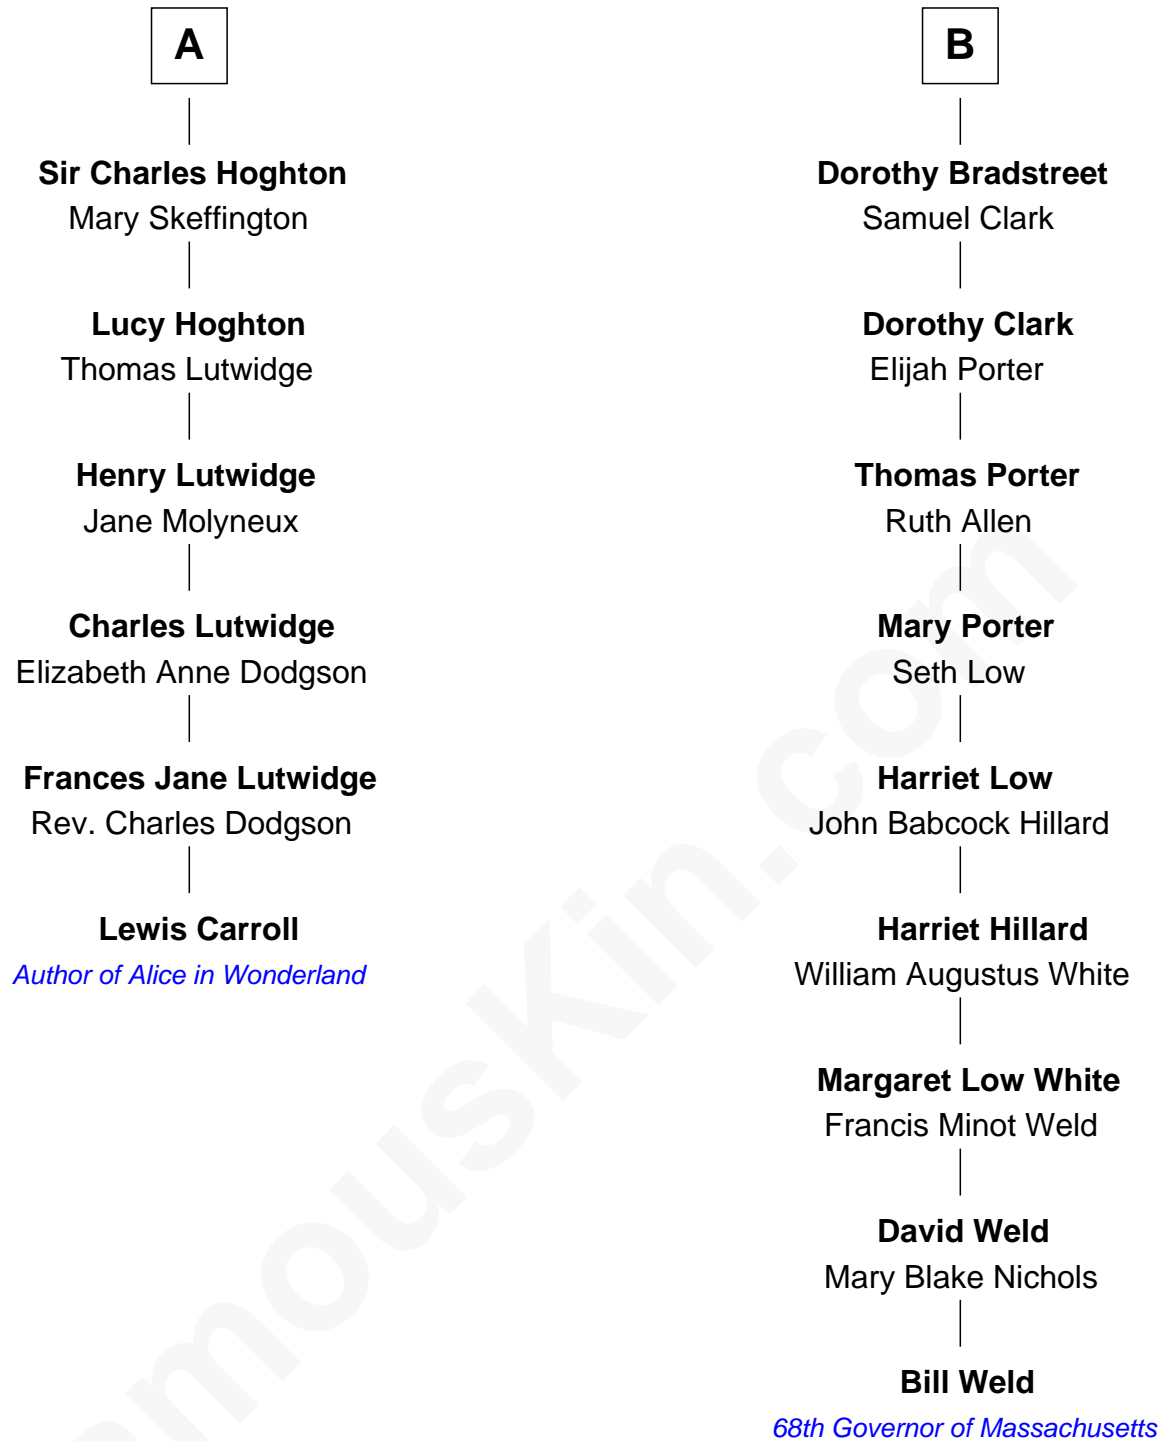 A
Sir Charles Hoghton
Mary Skeffington
Lucy Hoghton
Thomas Lutwidge
Henry Lutwidge
Jane Molyneux
Charles Lutwidge
Elizabeth Anne Dodgson
Frances Jane Lutwidge
Rev. Charles Dodgson
Lewis Carroll
Author of Alice in Wonderland
B
Dorothy Bradstreet
Samuel Clark
Dorothy Clark
Elijah Porter
Thomas Porter
Ruth Allen
Mary Porter
Seth Low
Harriet Low
John Babcock Hillard
Harriet Hillard
William Augustus White
Margaret Low White
Francis Minot Weld
David Weld
Mary Blake Nichols
Bill Weld
68th Governor of Massachusetts
amouskin.com